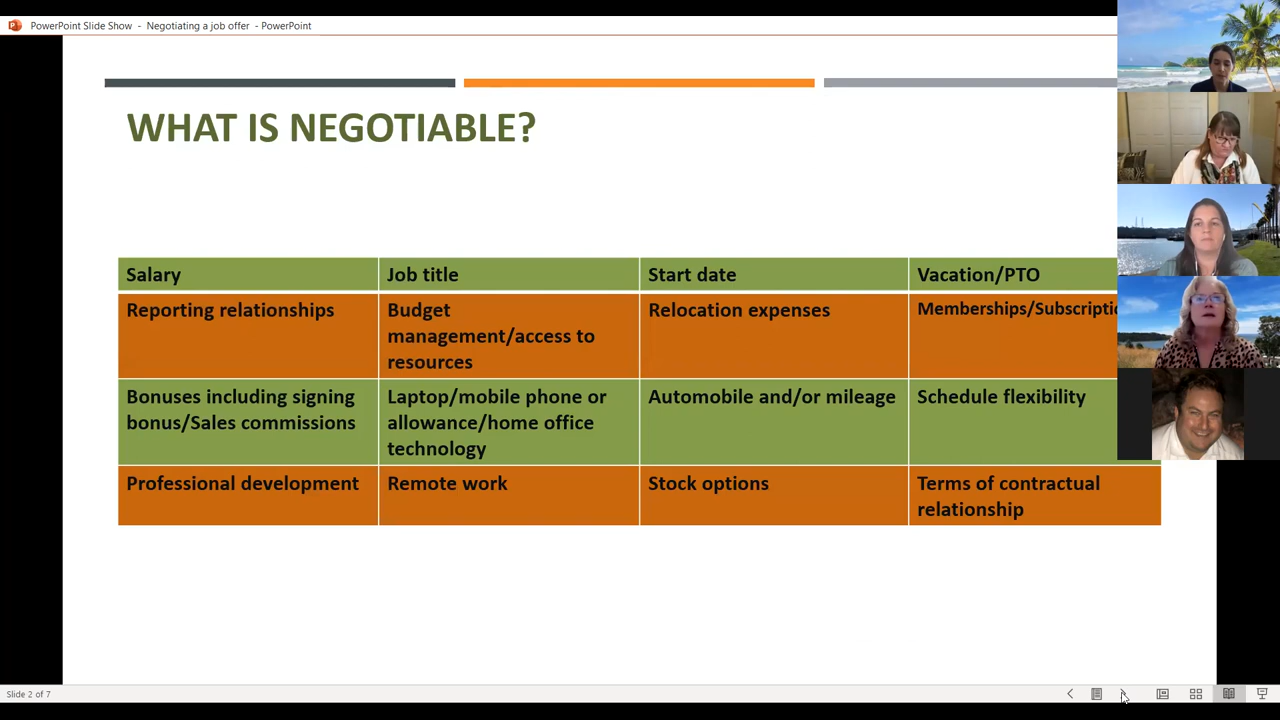 PowerPoint Slide Show - Negotiating a job offer - PowerPoint
WHAT IS NEGOTIABLE?
Salary
Job title
Start date
Vacation/PTO
Reporting relationships
Budget
management/access to
resources
Relocation expenses
Memberships/Subscriptio
Bonuses including signing
bonus/Sales commissions
Laptop/mobile phone or
allowance/home office
technology
Automobile and/or mileage
Schedule flexibility
Professional development
Remote work
Stock options
Terms of contractual
relationship
Slide 2 of 7